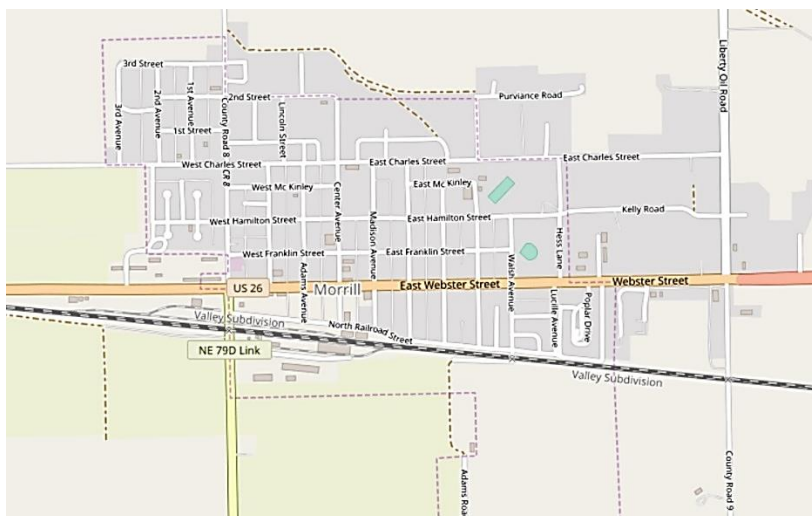 3rd Street
3rd Avenue
2nd Avenue
1st Avenue
County Road 8
CR 8
2nd Street
1st Street
Lincoln Street
Purviance Road
Liberty Oil Road
West Charles Street
East Charles Street
East Charles Street
West Mc Kinley
East Mc Kinley
Center Avenue
Madison Avenue
West Hamilton Street
East Hamilton Street
Kelly Road
Hess Lane
West Franklin Street
East Franklin Street
Walsh Avenue
Adams Avenue
US 26
Morrill
East Webster Street
Webster Street
Lucille Avenue
Poplar Drive
Valley Subdivision
North Railroad Street
NE 79D Link
Valley Subdivision
Adams Roa
County Road 9